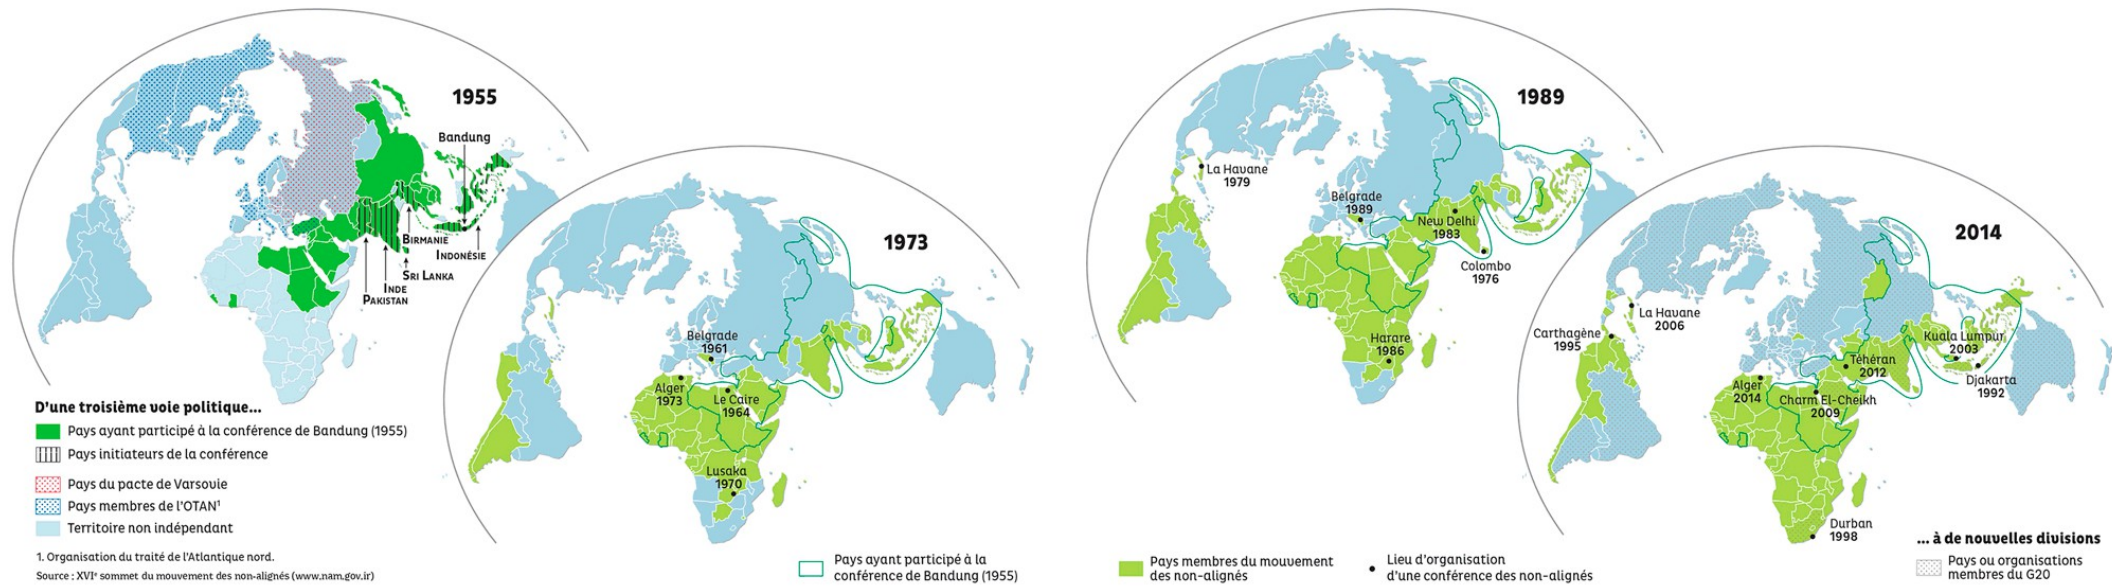 1955
Bandung
BIRMANIE
INDONÉSIE
SRI LANKA
INDE
PAKISTAN
D'une troisième voie politique...
Pays ayant participé à la conférence de Bandung (1955)
Pays initiateurs de la conférence
Pays du pacte de Varsovie
Pays membres de l'OTAN¹
Territoire non indépendant
1. Organisation du traité de l'Atlantique nord.
Source : XVIᵉ sommet du mouvement des non-alignés (www.nam.gov.ir)
1973
Belgrade
1961
Alger
1973
Le Caire
1964
Lusaka
1970
Pays ayant participé à la
conférence de Bandung (1955)
1989
La Havane
1979
Belgrade
1989
New Delhi
1983
Colombo
1976
Harare
1986
Pays membres du mouvement
des non-alignés
Lieu d'organisation
d'une conférence des non-alignés
2014
La Havane
2006
Carthagène
1995
Kuala Lumpur
2003
Téhéran
2012
Djakarta
1992
Alger
2014
Charm El-Cheikh
2009
Durban
1998
... à de nouvelles divisions
Pays ou organisations
membres du G20